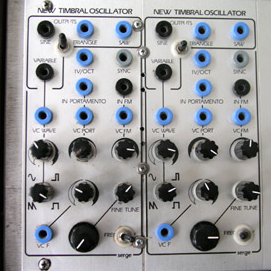 NEW TIMBRAL OSCILLATOR
OUTPUTS
SINE TRIANGLE SAW
VARIABLE 1V/OCT SYNC
IN PORTAMENTO IN FM
VC WAVE VC PORT VC FM
FINE TUNE
VC F
serge
NEW TIMBRAL OSCILLATOR
OUTPUTS
SINE TRIANGLE SAW
VARIABLE 1V/OCT SYNC
IN PORTAMENTO IN FM
VC WAVE VC PORT VC FM
FINE TUNE
VC F
serge